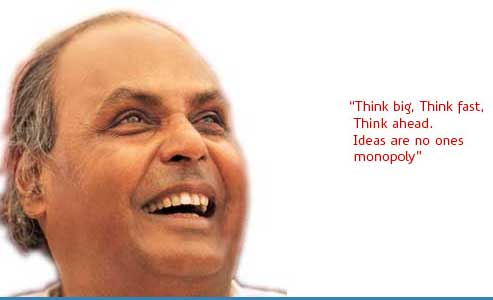 "Think big, Think fast,
Think ahead.
Ideas are no ones
monopoly"